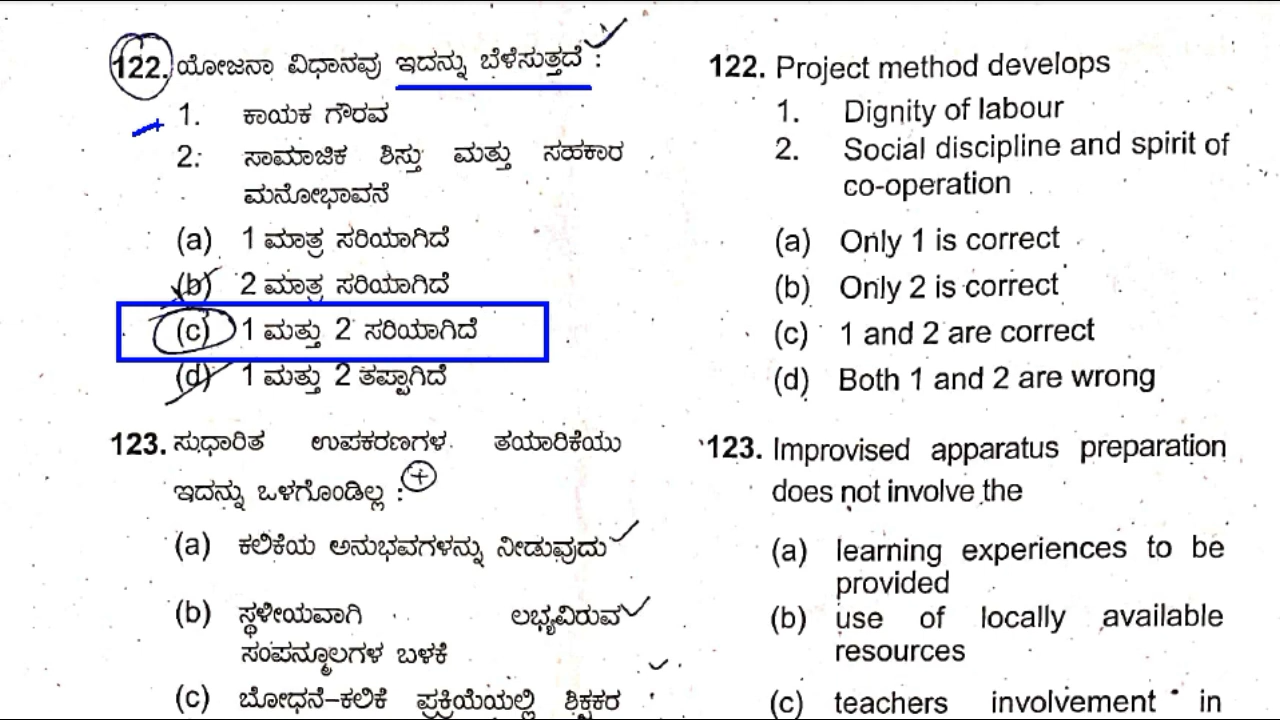 122. ಯೋಜನಾ ವಿಧಾನವು ಇದನ್ನು ಬೆಳೆಸುತ್ತದೆ :
1. ಕಾಯಕ ಗೌರವ
2. ಸಾಮಾಜಿಕ ಶಿಸ್ತು ಮತ್ತು ಸಹಕಾರ
ಮನೋಭಾವನೆ
(a) 1 ಮಾತ್ರ ಸರಿಯಾಗಿದೆ
(b) 2 ಮಾತ್ರ ಸರಿಯಾಗಿದೆ
(c) 1 ಮತ್ತು 2 ಸರಿಯಾಗಿದೆ
(d) 1 ಮತ್ತು 2 ತಪ್ಪಾಗಿದೆ
123. ಸುಧಾರಿತ ಉಪಕರಣಗಳ ತಯಾರಿಕೆಯು
ಇದನ್ನು ಒಳಗೊಂಡಿಲ್ಲ :
(a) ಕಲಿಕೆಯ ಅನುಭವಗಳನ್ನು ನೀಡುವುದು
(b) ಸ್ಥಳೀಯವಾಗಿ ಲಭ್ಯವಿರುವ
ಸಂಪನ್ಮೂಲಗಳ ಬಳಕೆ
(c) ಬೋಧನೆ–ಕಲಿಕೆ ಪ್ರಕ್ರಿಯೆಯಲ್ಲಿ ಶಿಕ್ಷಕರ
122. Project method develops
1. Dignity of labour
2. Social discipline and spirit of
co-operation
(a) Only 1 is correct
(b) Only 2 is correct
(c) 1 and 2 are correct
(d) Both 1 and 2 are wrong
123. Improvised apparatus preparation
does not involve the
(a) learning experiences to be
provided
(b) use of locally available
resources
(c) teachers involvement in